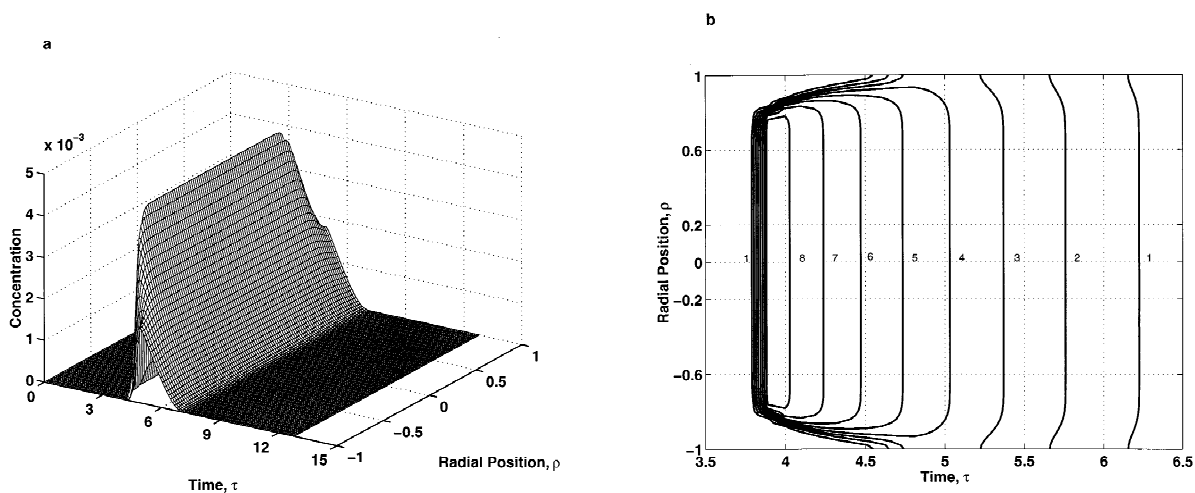 a
x 10⁻³
5
4
3
2
1
0
Concentration
0
3
6
9
12
15
Time, τ
−1
−0.5
0
0.5
1
Radial Position, ρ
b
1
0.6
0.2
0
−0.2
−0.6
−1
Radial Position, ρ
1 8 7 6 5 4 3 2 1
3.5 4 4.5 5 5.5 6 6.5
Time, τ